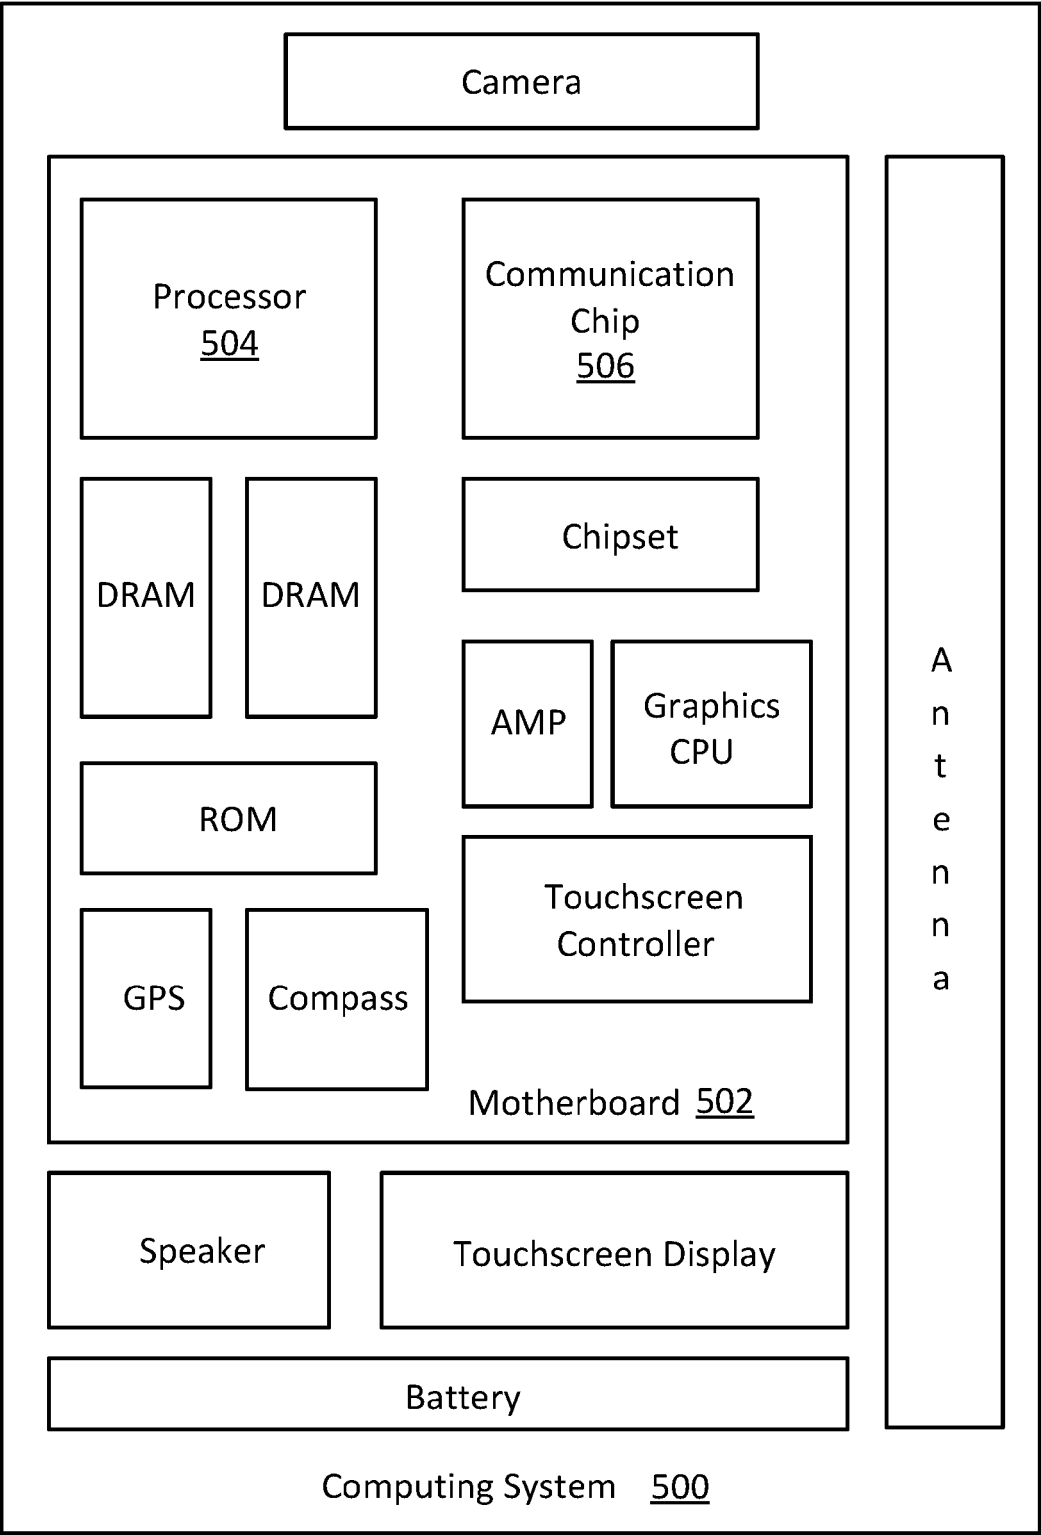 Camera
Processor
504
Communication
Chip
506
DRAM
DRAM
Chipset
AMP
Graphics
CPU
ROM
Touchscreen
Controller
GPS
Compass
Motherboard 502
Antenna
Speaker
Touchscreen Display
Battery
Computing System 500